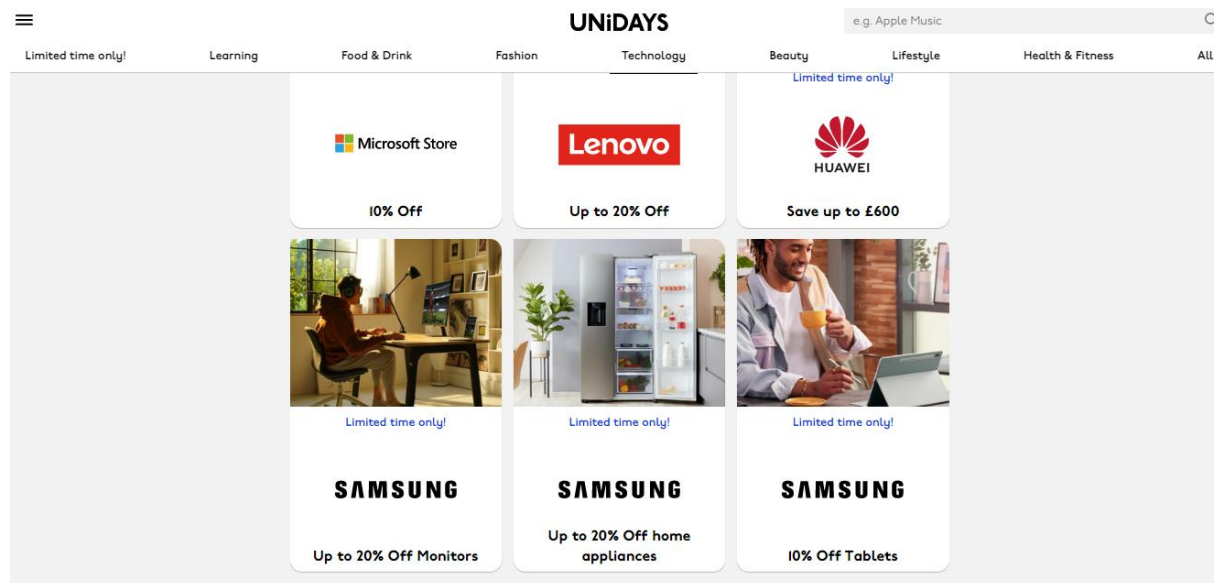 UNiDAYS
e.g. Apple Music
Limited time only!
Learning
Food & Drink
Fashion
Technology
Beauty
Lifestyle
Health & Fitness
All
Microsoft Store
10% Off
Lenovo
Up to 20% Off
Limited time only!
HUAWEI
Save up to £600
Limited time only!
SAMSUNG
Up to 20% Off Monitors
Limited time only!
SAMSUNG
Up to 20% Off home
appliances
Limited time only!
SAMSUNG
10% Off Tablets